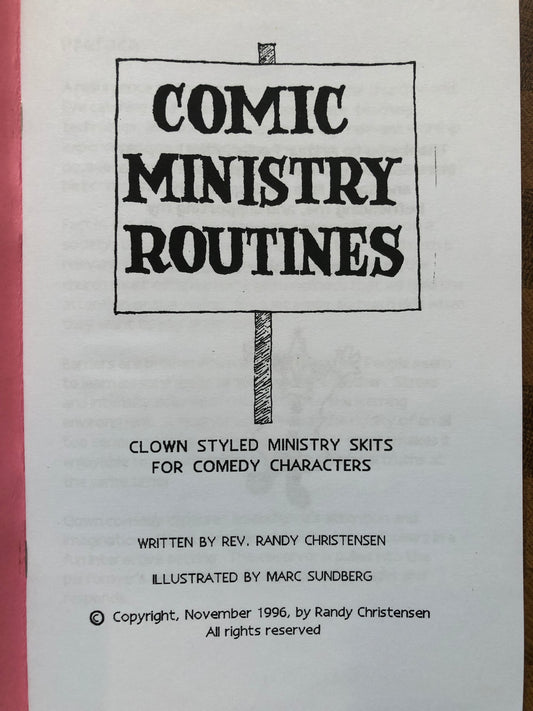 COMIC
MINISTRY
ROUTINES
CLOWN STYLED MINISTRY SKITS
FOR COMEDY CHARACTERS
WRITTEN BY REV. RANDY CHRISTENSEN
ILLUSTRATED BY MARC SUNDBERG
© Copyright, November 1996, by Randy Christensen
All rights reserved